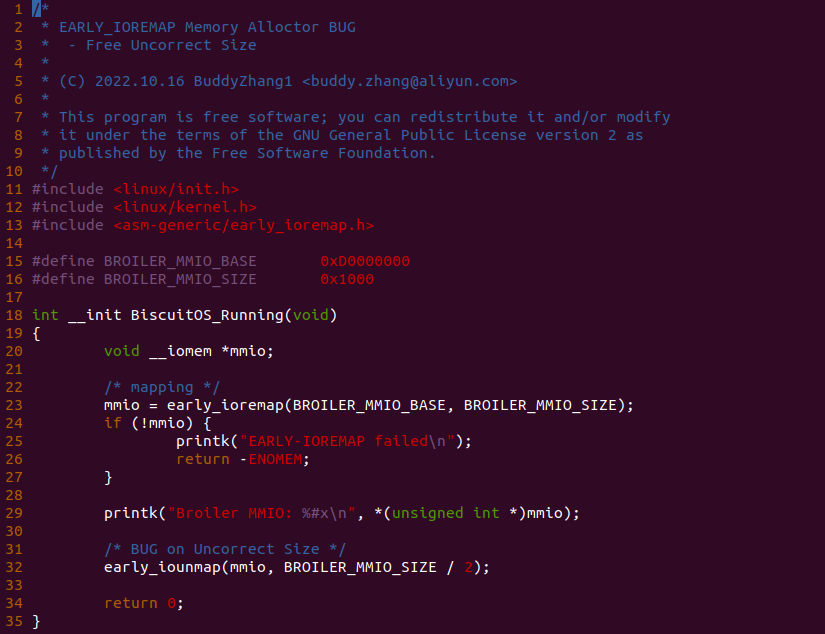 1 /*
2  * EARLY_IOREMAP Memory Alloctor BUG
3  *  - Free Uncorrect Size
4  *
5  * (C) 2022.10.16 BuddyZhang1 <buddy.zhang@aliyun.com>
6  *
7  * This program is free software; you can redistribute it and/or modify
8  * it under the terms of the GNU General Public License version 2 as
9  * published by the Free Software Foundation.
10  */
11 #include <linux/init.h>
12 #include <linux/kernel.h>
13 #include <asm-generic/early_ioremap.h>
14
15 #define BROILER_MMIO_BASE       0xD0000000
16 #define BROILER_MMIO_SIZE       0x1000
17
18 int __init BiscuitOS_Running(void)
19 {
20         void __iomem *mmio;
21
22         /* mapping */
23         mmio = early_ioremap(BROILER_MMIO_BASE, BROILER_MMIO_SIZE);
24         if (!mmio) {
25                 printk("EARLY-IOREMAP failed\n");
26                 return -ENOMEM;
27         }
28
29         printk("Broiler MMIO: %#x\n", *(unsigned int *)mmio);
30
31         /* BUG on Uncorrect Size */
32         early_iounmap(mmio, BROILER_MMIO_SIZE / 2);
33
34         return 0;
35 }